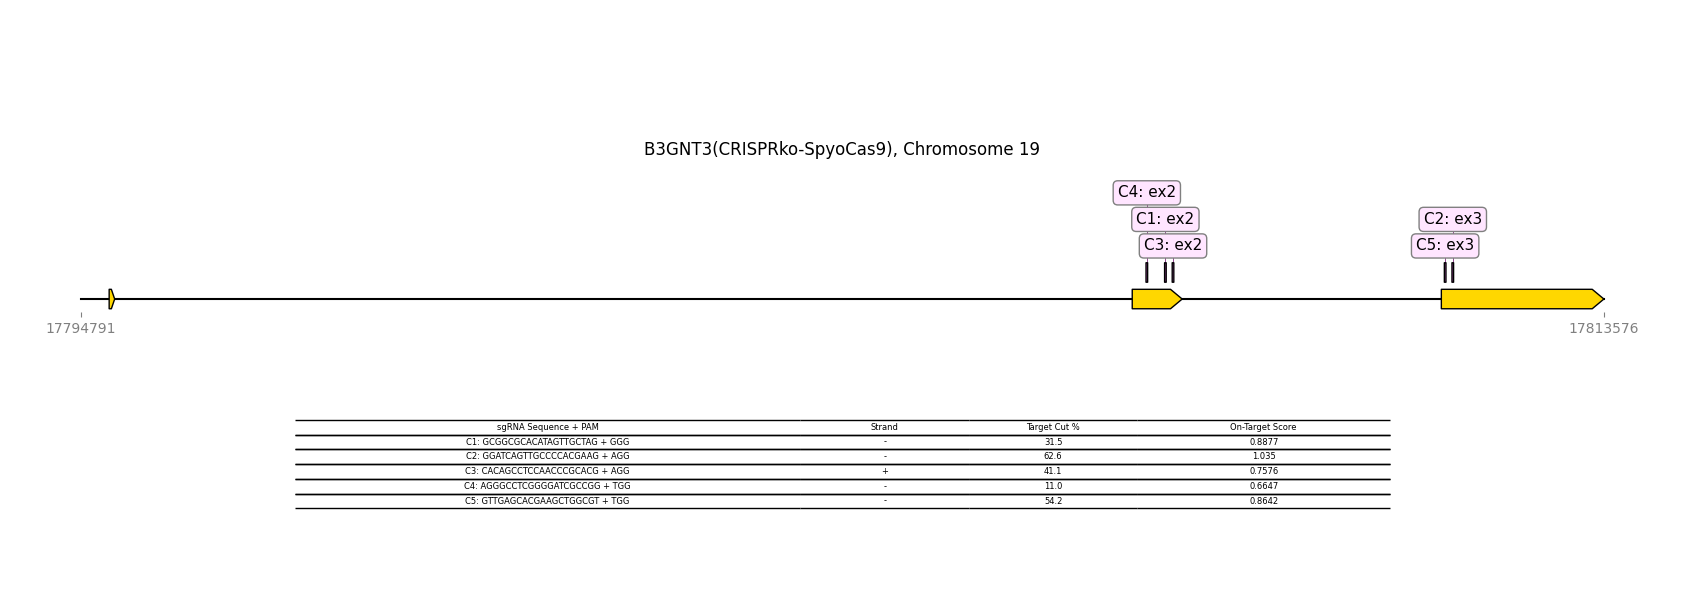 B3GNT3(CRISPRko-SpyoCas9), Chromosome 19
C4: ex2
C1: ex2
C2: ex3
C3: ex2
C5: ex3
17794791
17813576
sgRNA Sequence + PAM Strand Target Cut % On-Target Score
C1: GCGGCGCACATAGTTGCTAG + GGG - 31.5 0.8877
C2: GGATCAGTTGCCCCACGAAG + AGG - 62.6 1.035
C3: CACAGCCTCCAACCCGCACG + AGG + 41.1 0.7576
C4: AGGGCCTCGGGGATCGCCGG + TGG - 11.0 0.6647
C5: GTTGAGCACGAAGCTGGCGT + TGG - 54.2 0.8642